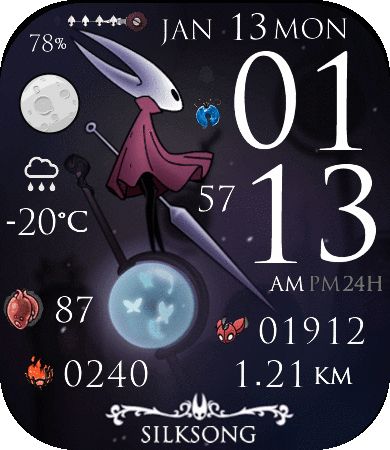 78%
JAN 13 MON
01
13
57
-20°C
AM PM 24H
87
01912
0240
1.21 KM
SILKSONG